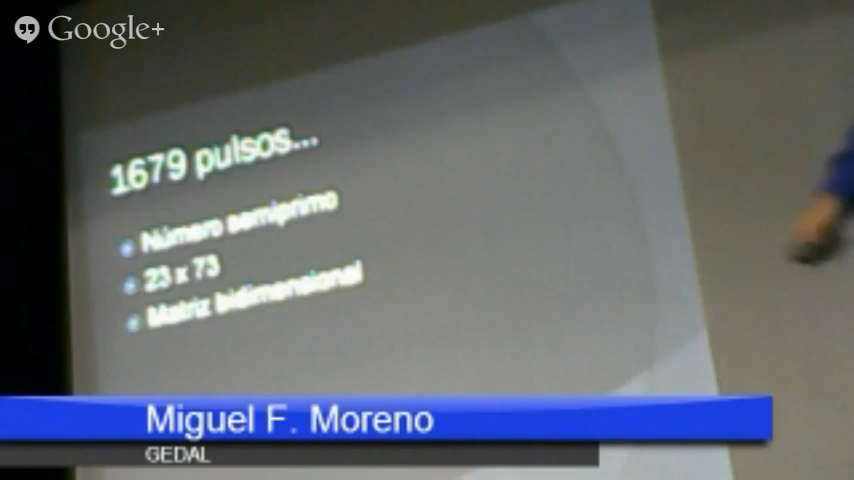 Google+
1679 pulsos...
Número semiprimo
23 x 73
Matriz bidimensional
Miguel F. Moreno
GEDAL